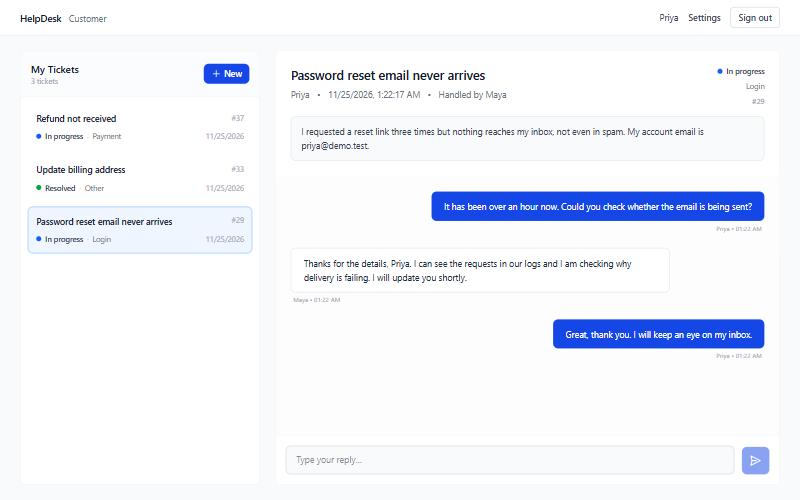 HelpDesk Customer
Priya Settings Sign out
My Tickets
3 tickets
+ New
Refund not received #37
In progress · Payment 11/25/2026
Update billing address #33
Resolved · Other 11/25/2026
Password reset email never arrives #29
In progress · Login 11/25/2026
Password reset email never arrives
Priya • 11/25/2026, 1:22:17 AM • Handled by Maya
In progress
Login
#29
I requested a reset link three times but nothing reaches my inbox, not even in spam. My account email is
priya@demo.test.
It has been over an hour now. Could you check whether the email is being sent?
Priya • 01:22 AM
Thanks for the details, Priya. I can see the requests in our logs and I am checking why
delivery is failing. I will update you shortly.
Maya • 01:22 AM
Great, thank you. I will keep an eye on my inbox.
Priya • 01:22 AM
Type your reply...